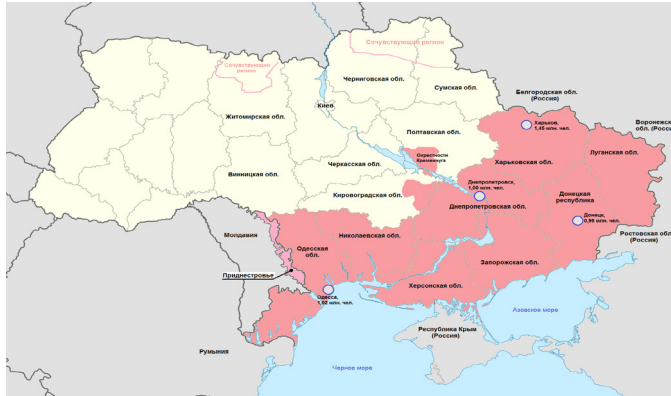 Сочувствующий регион
Сочувствующий
регион
Черниговская обл.
Сумская обл.
Белгородская обл.
(Россия)
Киев
Житомирская обл.
Харьков,
1,45 млн. чел.
Воронежская
обл. (Россия)
Полтавская обл.
Окрестности
Кременчуга
Харьковская обл.
Луганская обл.
Черкасская обл.
Винницкая обл.
Днепропетровск,
1,00 млн. чел.
Кировоградская обл.
Днепропетровская обл.
Донецкая
республика
Донецк,
0,96 млн. чел.
Молдавия
Одесская
обл.
Николаевская обл.
Ростовская обл.
(Россия)
Запорожская обл.
Приднестровье
Херсонская обл.
Одесса,
1,02 млн. чел.
Азовское море
Республика Крым
(Россия)
Румыния
Черное море